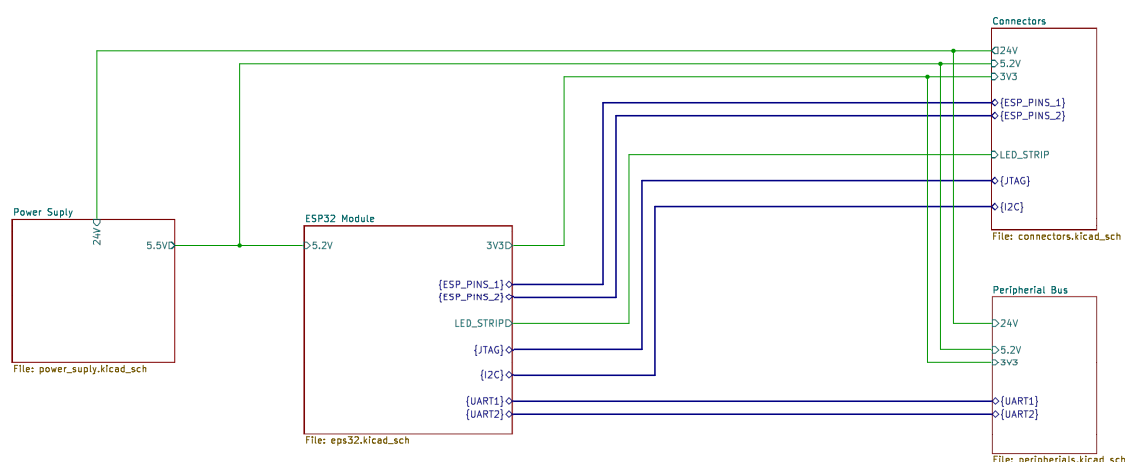 Connectors
24V
5.2V
3V3
{ESP_PINS_1}
{ESP_PINS_2}
LED_STRIP
{JTAG}
{I2C}
File: connectors.kicad_sch
Power Suply
24V
5.5V
File: power_suply.kicad_sch
ESP32 Module
5.2V
3V3
{ESP_PINS_1}
{ESP_PINS_2}
LED_STRIP
{JTAG}
{I2C}
{UART1}
{UART2}
File: eps32.kicad_sch
Peripherial Bus
24V
5.2V
3V3
{UART1}
{UART2}
File: peripherials.kicad_sch